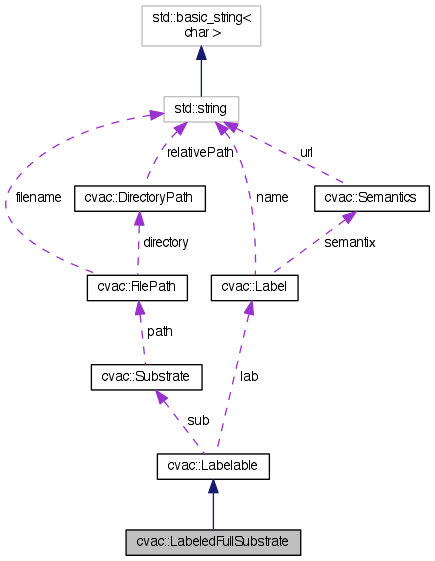 std::basic_string<
char >
std::string
relativePath
url
filename
cvac::DirectoryPath
name
cvac::Semantics
directory
semantix
cvac::FilePath
cvac::Label
path
cvac::Substrate
lab
sub
cvac::Labelable
cvac::LabeledFullSubstrate